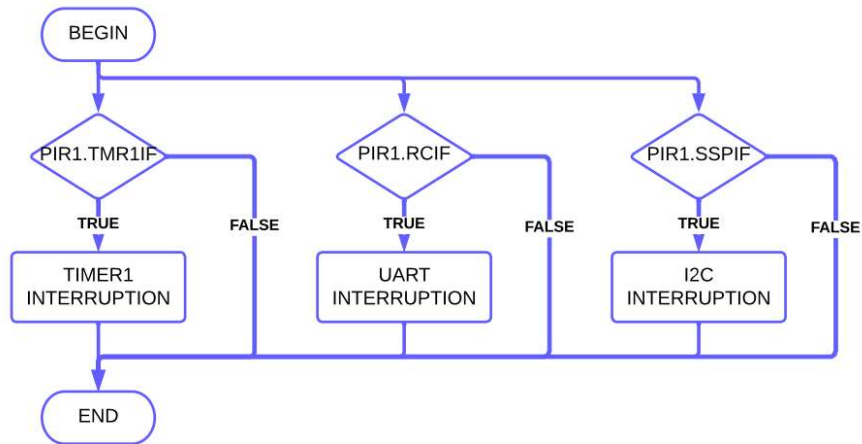 BEGIN
PIR1.TMR1IF
PIR1.RCIF
PIR1.SSPIF
TRUE
FALSE
TRUE
FALSE
TRUE
FALSE
TIMER1
INTERRUPTION
UART
INTERRUPTION
I2C
INTERRUPTION
END